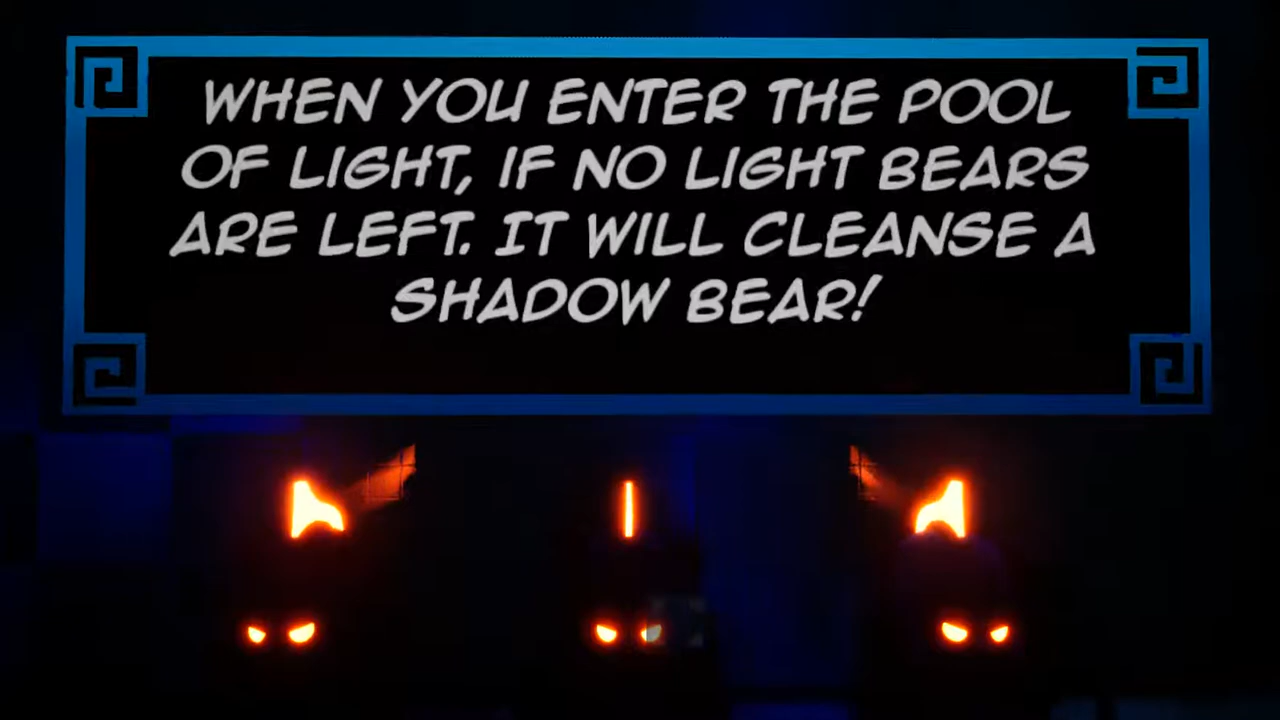 WHEN YOU ENTER THE POOL
OF LIGHT, IF NO LIGHT BEARS
ARE LEFT. IT WILL CLEANSE A
SHADOW BEAR!